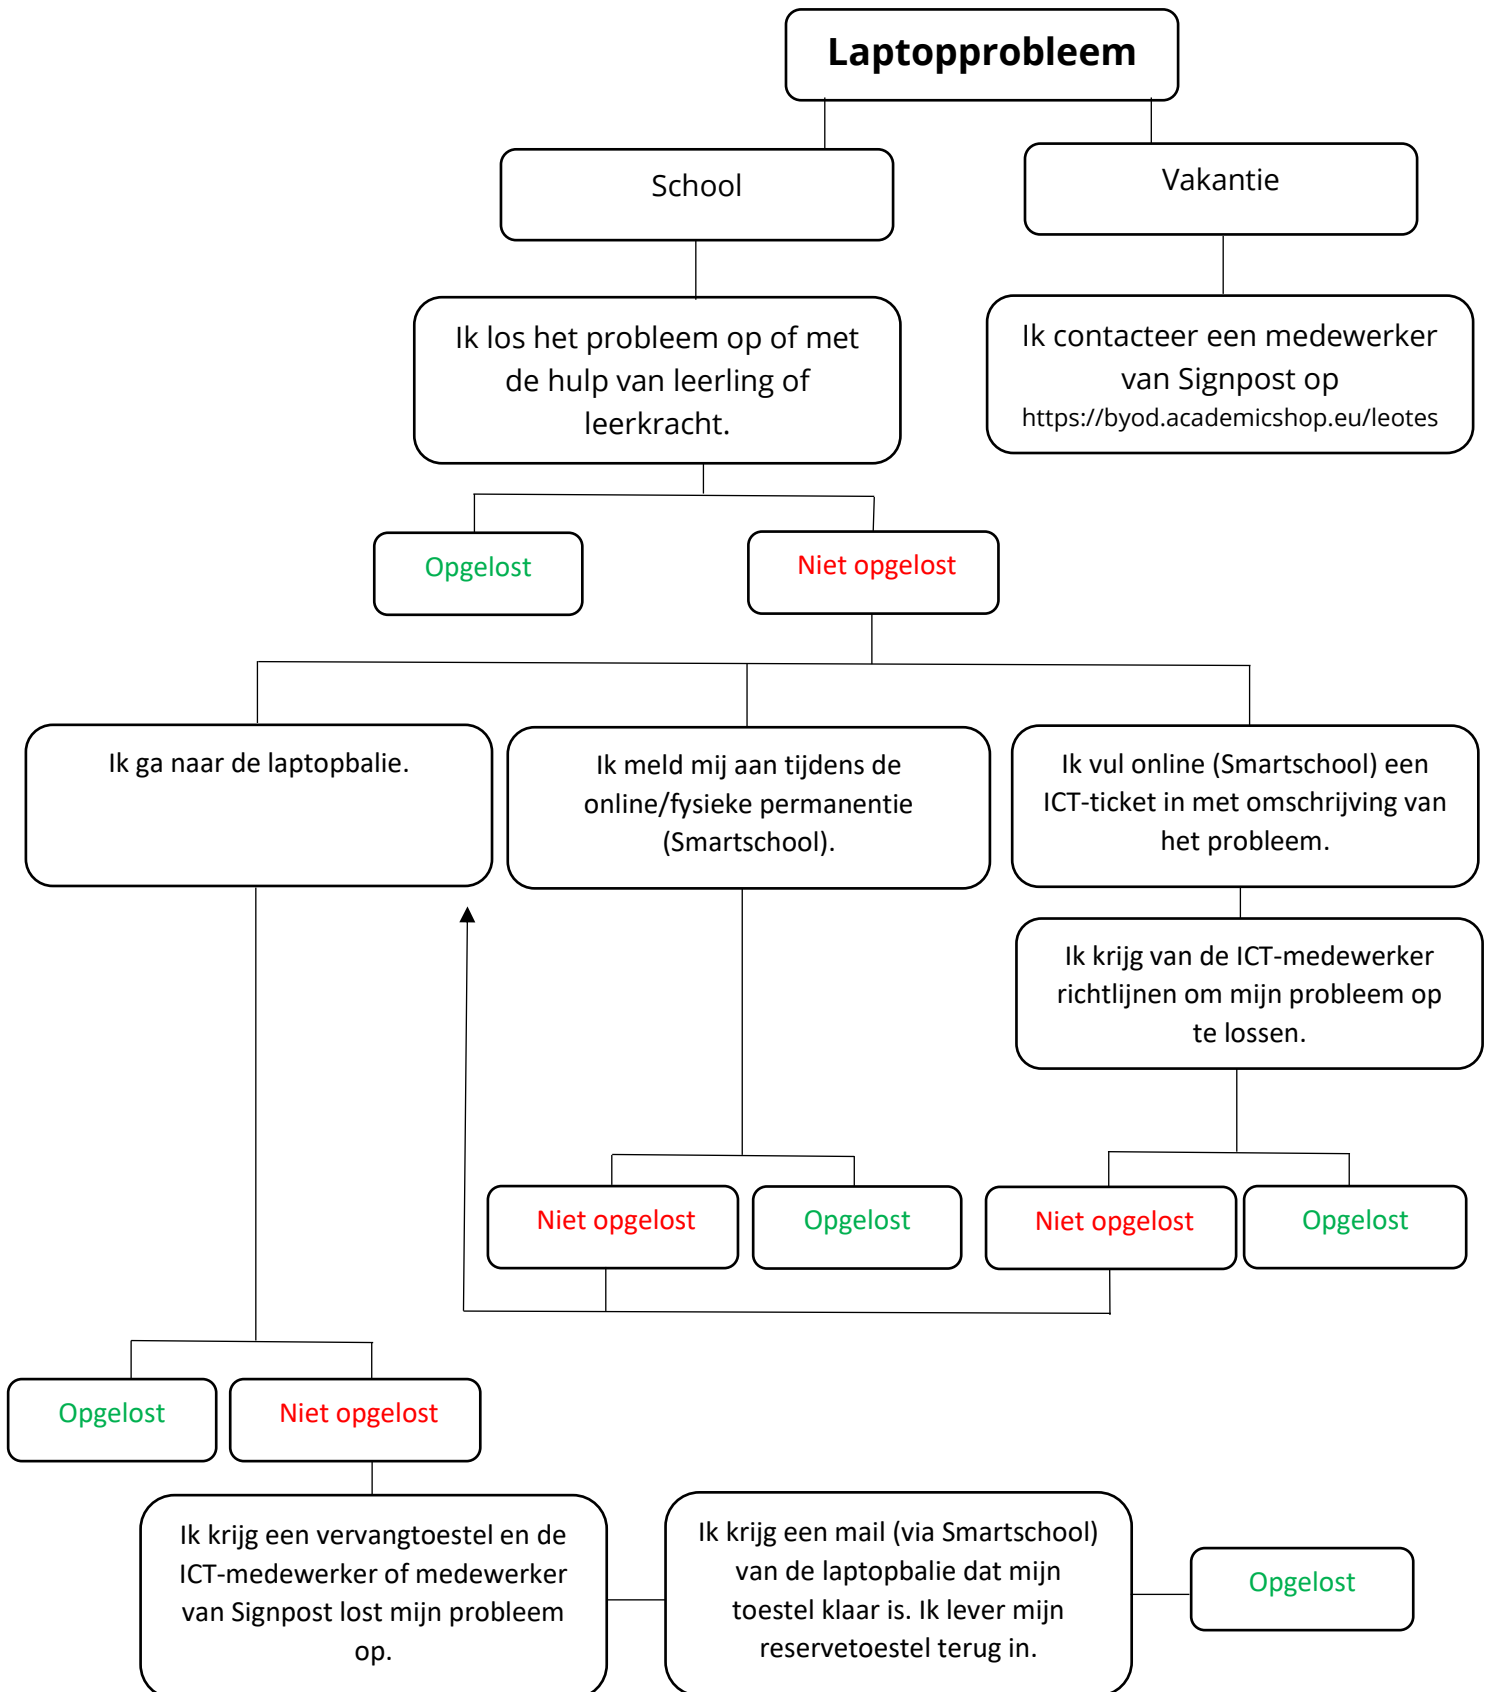 Laptopprobleem
School
Vakantie
Ik los het probleem op of met
de hulp van leerling of
leerkracht.
Ik contacteer een medewerker
van Signpost op
https://byod.academicshop.eu/leotes
Opgelost
Niet opgelost
Ik ga naar de laptopbalie.
Ik meld mij aan tijdens de
online/fysieke permanentie
(Smartschool).
Ik vul online (Smartschool) een
ICT-ticket in met omschrijving van
het probleem.
Ik krijg van de ICT-medewerker
richtlijnen om mijn probleem op
te lossen.
Niet opgelost
Opgelost
Niet opgelost
Opgelost
Opgelost
Niet opgelost
Ik krijg een vervangtoestel en de
ICT-medewerker of medewerker
van Signpost lost mijn probleem
op.
Ik krijg een mail (via Smartschool)
van de laptopbalie dat mijn
toestel klaar is. Ik lever mijn
reservetoestel terug in.
Opgelost